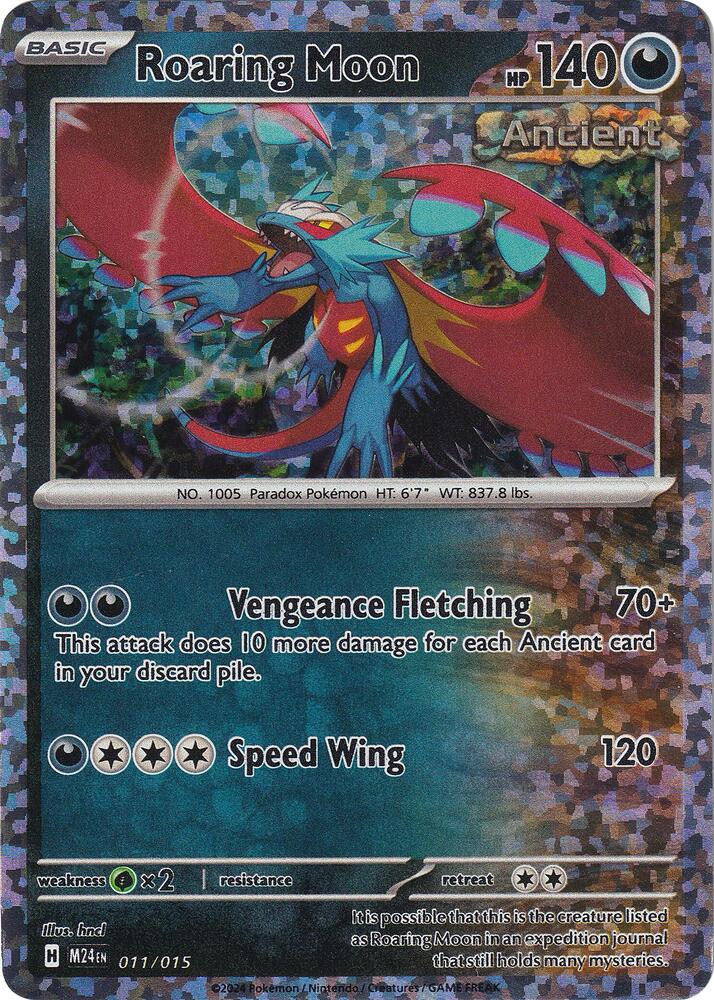 BASIC
Roaring Moon
HP 140
Ancient
NO. 1005 Paradox Pokémon HT: 6'7" WT: 837.8 lbs.
Vengeance Fletching 70+
This attack does 10 more damage for each Ancient card
in your discard pile.
Speed Wing 120
weakness ×2 resistance retreat
Illus. hncl
It is possible that this is the creature listed
as Roaring Moon in an expedition journal
that still holds many mysteries.
H M24 EN 011/015
©2024 Pokémon / Nintendo / Creatures / GAME FREAK